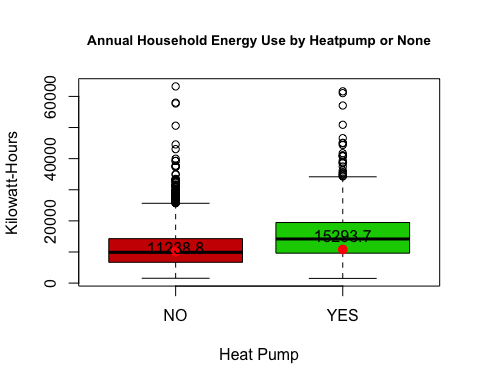 Annual Household Energy Use by Heatpump or None
Kilowatt-Hours
60000
40000
20000
0
11238.8
15293.7
NO
YES
Heat Pump